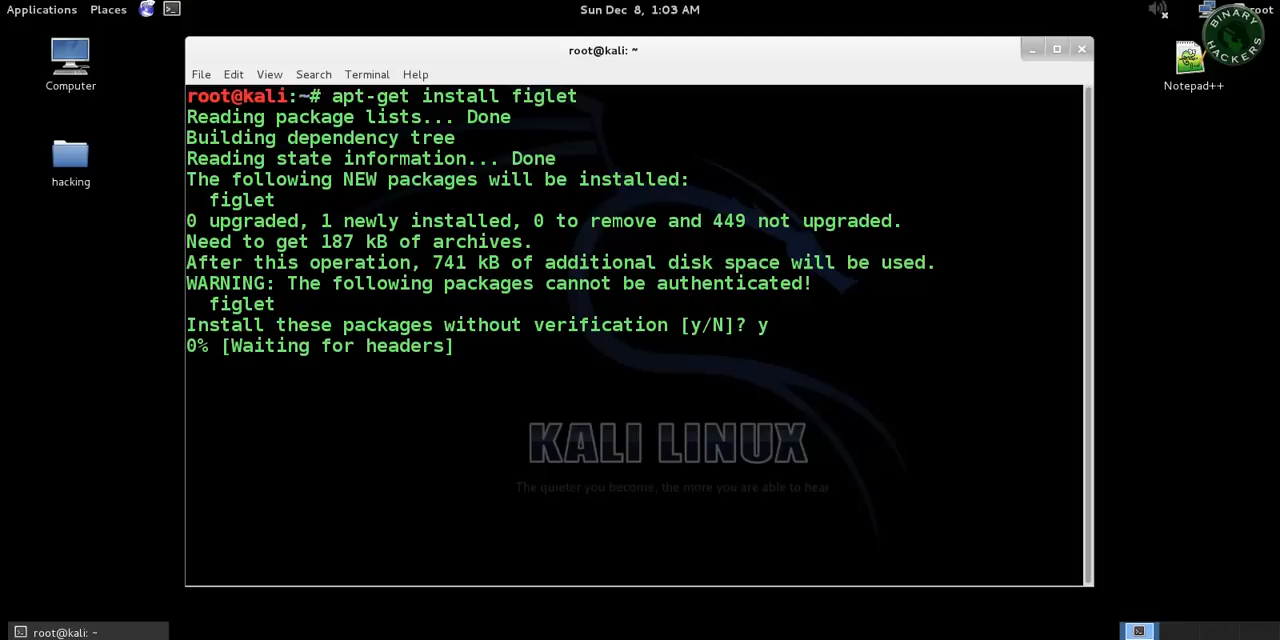 Applications Places Sun Dec 8, 1:03 AM root
BINARY HACKERS
Computer
hacking
Notepad++
root@kali: ~
File Edit View Search Terminal Help
root@kali:~# apt-get install figlet
Reading package lists... Done
Building dependency tree
Reading state information... Done
The following NEW packages will be installed:
  figlet
0 upgraded, 1 newly installed, 0 to remove and 449 not upgraded.
Need to get 187 kB of archives.
After this operation, 741 kB of additional disk space will be used.
WARNING: The following packages cannot be authenticated!
  figlet
Install these packages without verification [y/N]? y
0% [Waiting for headers]
KALI LINUX
The quieter you become, the more you are able to hear
root@kali: ~